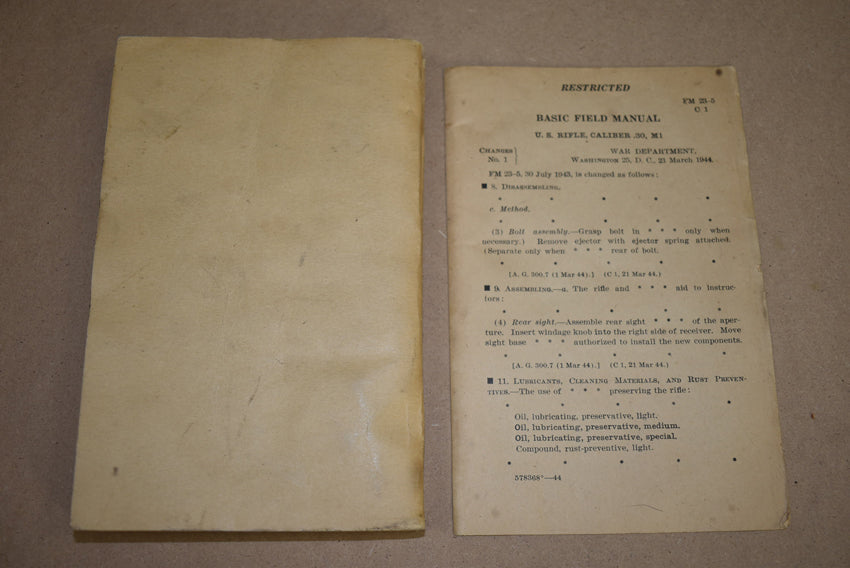 RESTRICTED
FM 23-5
C 1
BASIC FIELD MANUAL
U. S. RIFLE, CALIBER .30, M1
CHANGES
No. 1
WAR DEPARTMENT,
WASHINGTON 25, D. C., 21 March 1944.
FM 23-5, 30 July 1943, is changed as follows:
■ 8. DISASSEMBLING.
* * * * *
c. Method.
* * * * *
(3) Bolt assembly.—Grasp bolt in * * * only when
necessary.) Remove ejector with ejector spring attached.
(Separate only when * * * rear of bolt.
* * * * *
[A. G. 300.7 (1 Mar 44).] (C 1, 21 Mar 44.)
■ 9. ASSEMBLING.—a. The rifle and * * * aid to instruc-
tors:
* * * * *
(4) Rear sight.—Assemble rear sight * * * of the aper-
ture. Insert windage knob into the right side of receiver. Move
sight base * * * authorized to install the new components.
* * * * *
[A. G. 300.7 (1 Mar 44).] (C 1, 21 Mar 44.)
■ 11. LUBRICANTS, CLEANING MATERIALS, AND RUST PREVEN-
TIVES.—The use of * * * preserving the rifle:
* * * * *
Oil, lubricating, preservative, light.
Oil, lubricating, preservative, medium.
Oil, lubricating, preservative, special.
Compound, rust-preventive, light.
* * * * *
578368°—44